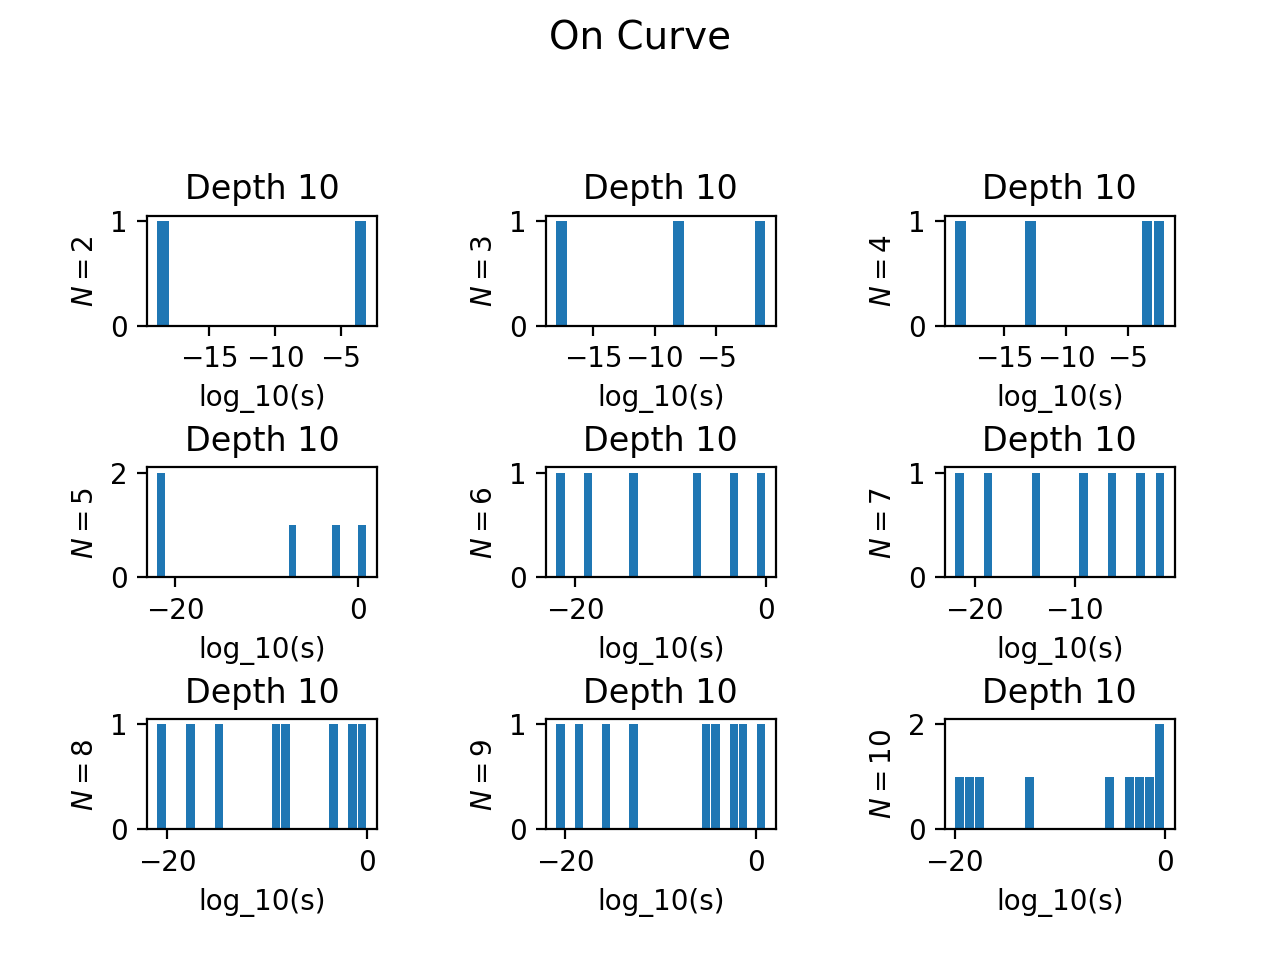 On Curve
Depth 10 Depth 10 Depth 10
1 1 1
N = 2 N = 3 N = 4
0 0 0
−15 −10 −5 −15 −10 −5 −15 −10 −5
log_10(s) log_10(s) log_10(s)
Depth 10 Depth 10 Depth 10
2 1 1
N = 5 N = 6 N = 7
0 0 0
−20 0 −20 0 −20 −10
log_10(s) log_10(s) log_10(s)
Depth 10 Depth 10 Depth 10
1 1 2
N = 8 N = 9 N = 10
0 0 0
−20 0 −20 0 −20 0
log_10(s) log_10(s) log_10(s)